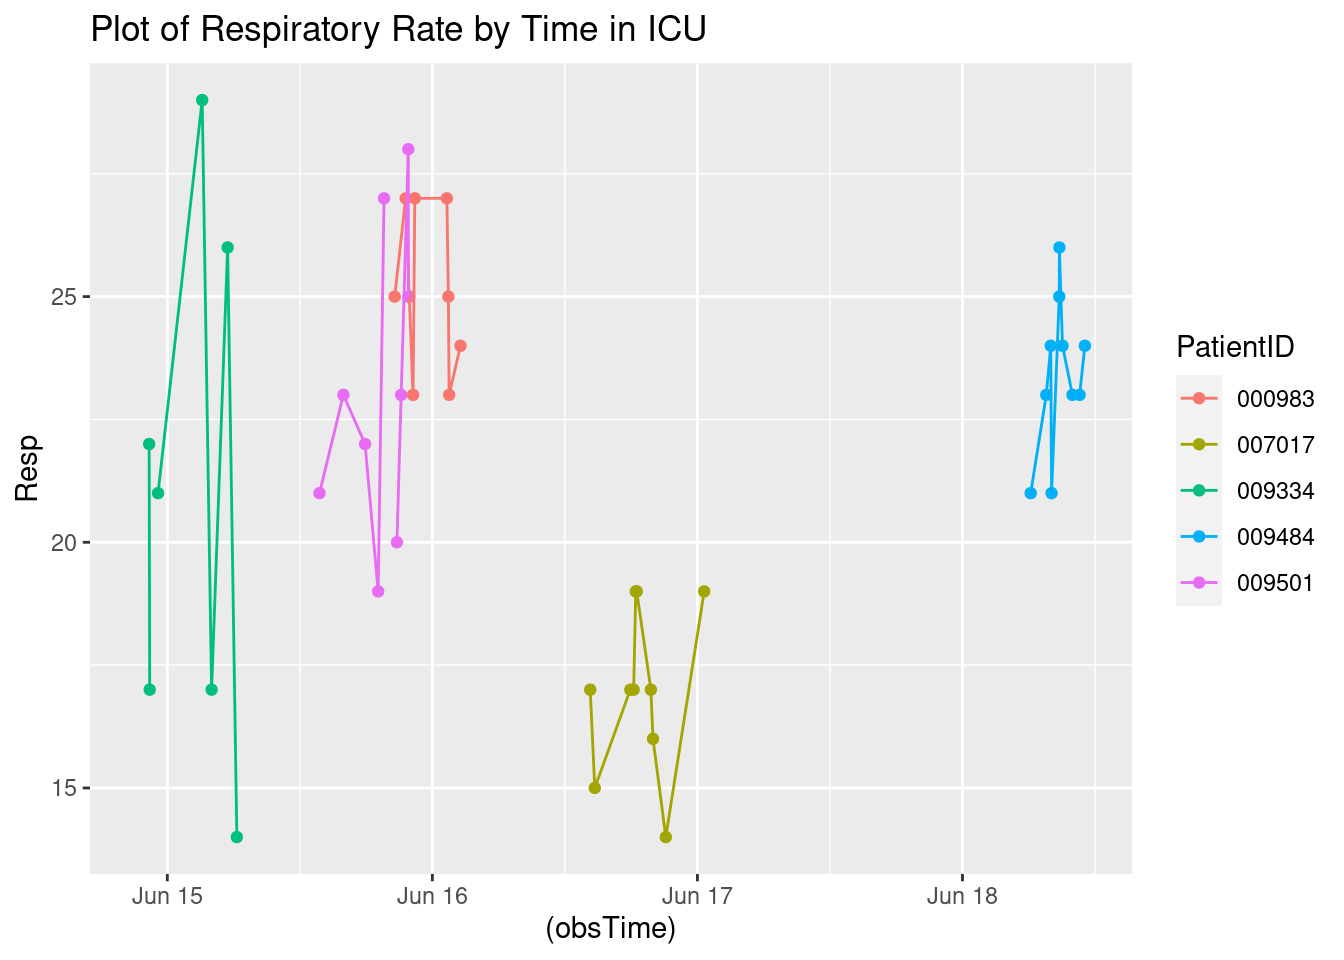 Plot of Respiratory Rate by Time in ICU
Resp
25
20
15
Jun 15
Jun 16
Jun 17
Jun 18
(obsTime)
PatientID
000983
007017
009334
009484
009501